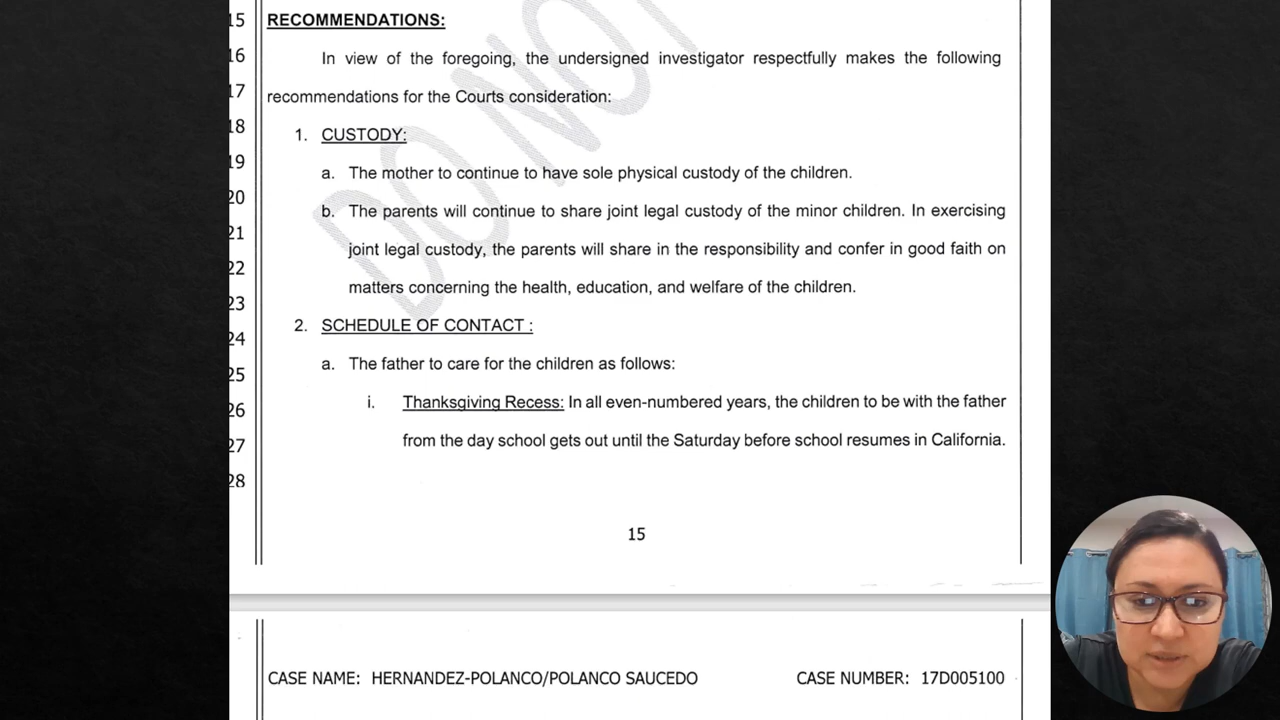 15 RECOMMENDATIONS:
16 In view of the foregoing, the undersigned investigator respectfully makes the following
17 recommendations for the Courts consideration:
18 1. CUSTODY:
19 a. The mother to continue to have sole physical custody of the children.
20 b. The parents will continue to share joint legal custody of the minor children. In exercising
21 joint legal custody, the parents will share in the responsibility and confer in good faith on
22 matters concerning the health, education, and welfare of the children.
23
24 2. SCHEDULE OF CONTACT :
25 a. The father to care for the children as follows:
26 i. Thanksgiving Recess: In all even-numbered years, the children to be with the father
27 from the day school gets out until the Saturday before school resumes in California.
28
DO NOT
15
CASE NAME: HERNANDEZ-POLANCO/POLANCO SAUCEDO CASE NUMBER: 17D005100